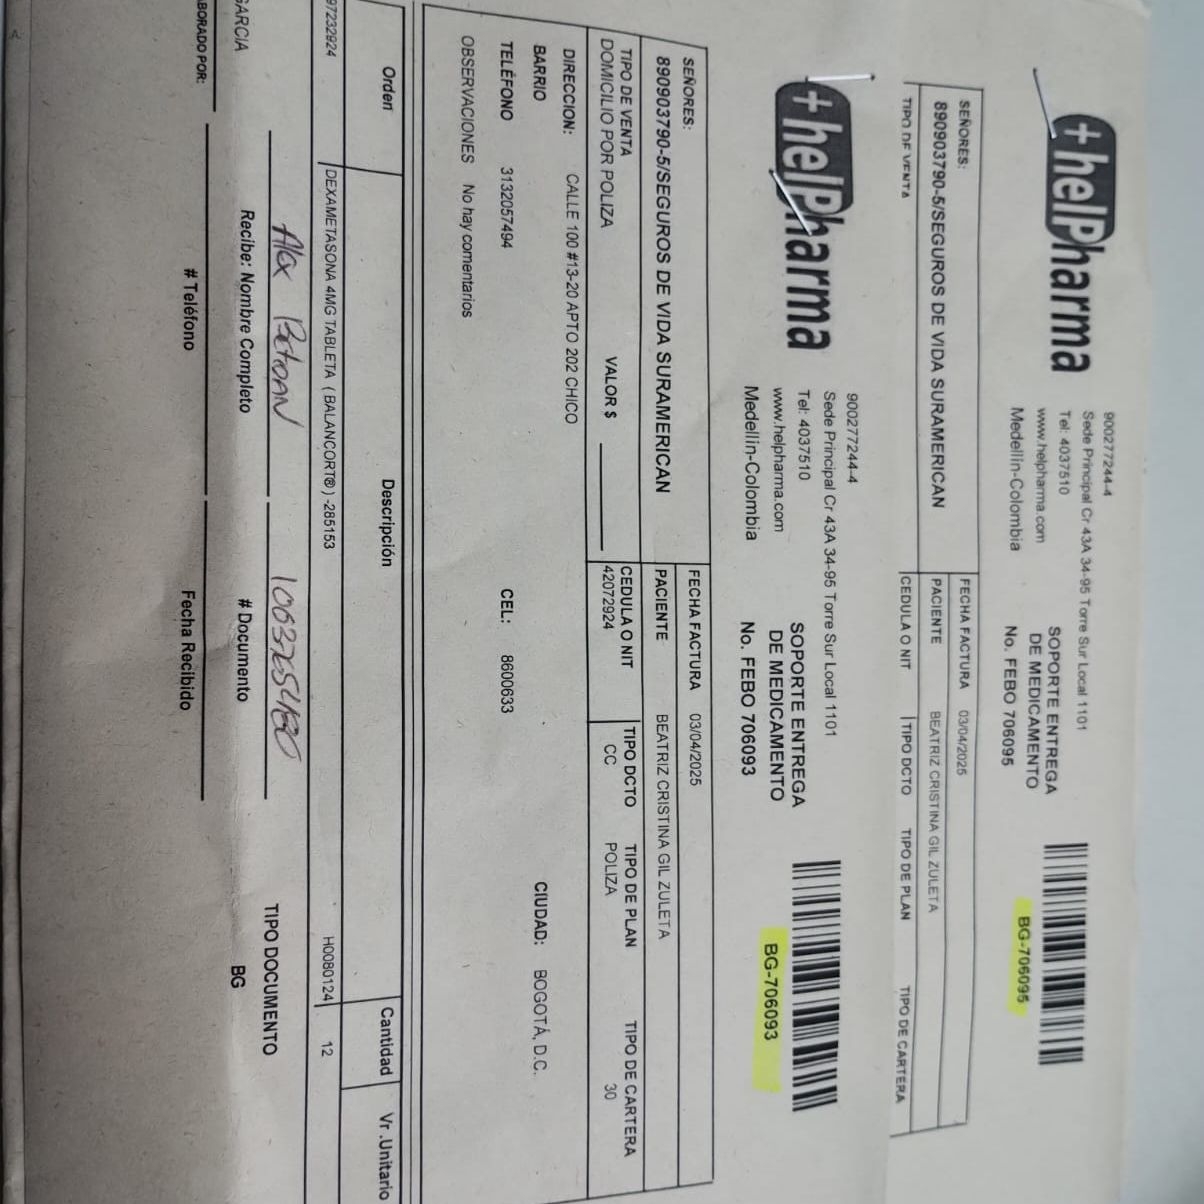 +helPharma
900277244-4
Sede Principal Cr 43A 34-95 Torre Sur Local 1101
Tel: 4037510
www.helpharma.com
Medellin-Colombia
SOPORTE ENTREGA
DE MEDICAMENTO
No. FEBO 706095
BG-706095
SEÑORES:
890903790-5/SEGUROS DE VIDA SURAMERICAN
FECHA FACTURA 03/04/2025
PACIENTE BEATRIZ CRISTINA GIL ZULETA
TIPO DE VENTA CEDULA O NIT TIPO DCTO TIPO DE PLAN TIPO DE CARTERA
+helPharma
900277244-4
Sede Principal Cr 43A 34-95 Torre Sur Local 1101
Tel: 4037510
www.helpharma.com
Medellin-Colombia
SOPORTE ENTREGA
DE MEDICAMENTO
No. FEBO 706093
BG-706093
SEÑORES:
890903790-5/SEGUROS DE VIDA SURAMERICAN
FECHA FACTURA 03/04/2025
PACIENTE BEATRIZ CRISTINA GIL ZULETA
TIPO DE VENTA VALOR $ CEDULA O NIT TIPO DCTO TIPO DE PLAN TIPO DE CARTERA
DOMICILIO POR POLIZA 42072924 CC POLIZA 30
DIRECCION: CALLE 100 #13-20 APTO 202 CHICO
BARRIO CIUDAD: BOGOTÁ, D.C.
TELÉFONO 3132057494 CEL: 8600633
OBSERVACIONES No hay comentarios
Orden Descripción Cantidad Vr .Unitario
97232924 DEXAMETASONA 4MG TABLETA ( BALANCORT® ) -285153 H0080124 12
Alex
TIPO DOCUMENTO
GARCIA Recibe: Nombre Completo # Documento BG
BORADO POR: # Teléfono Fecha Recibido